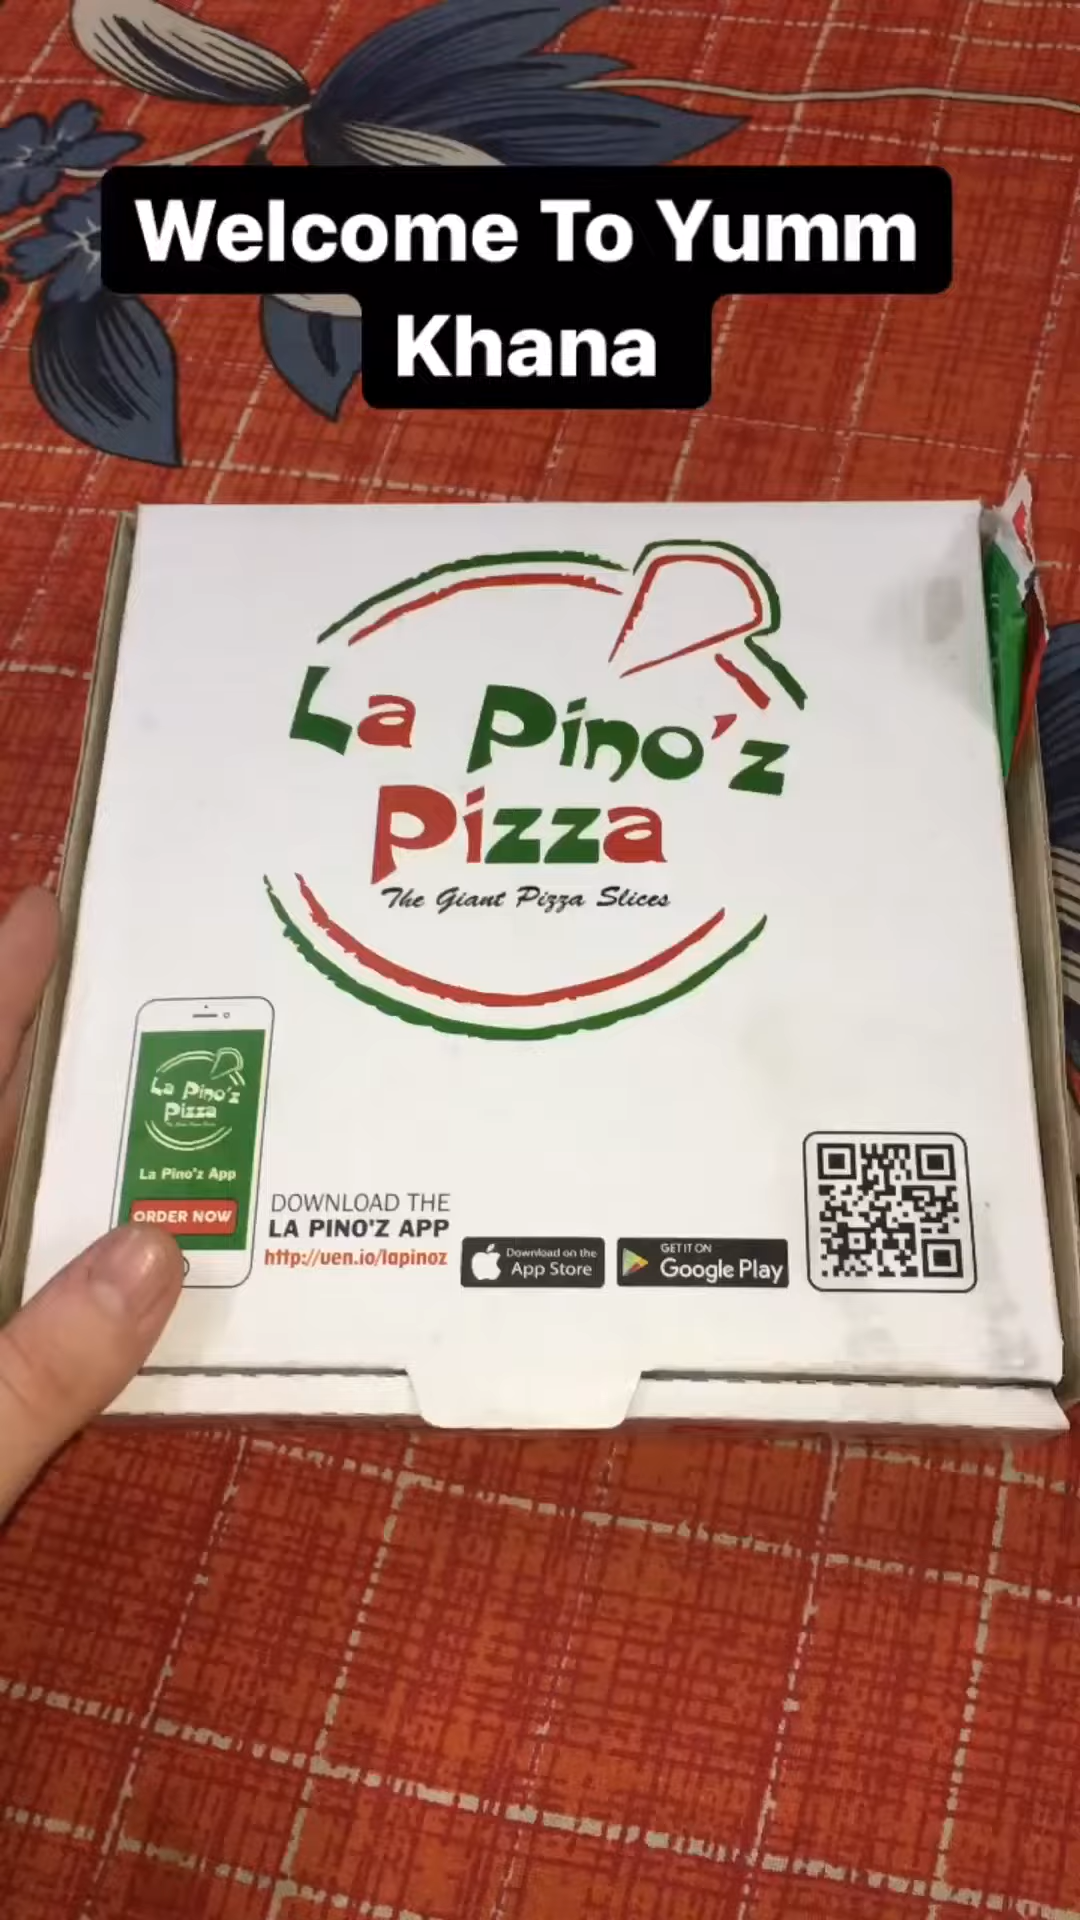 Welcome To Yumm
Khana
La Pino'z
Pizza
The Giant Pizza Slices
La Pino'z
Pizza
La Pino'z App
ORDER NOW
DOWNLOAD THE
LA PINO'Z APP
http://uen.io/lapinoz
Download on the
App Store
GET IT ON
Google Play